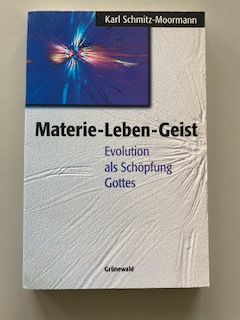 Karl Schmitz-Moormann
Materie-Leben-Geist
Evolution
als Schöpfung
Gottes
Grünewald